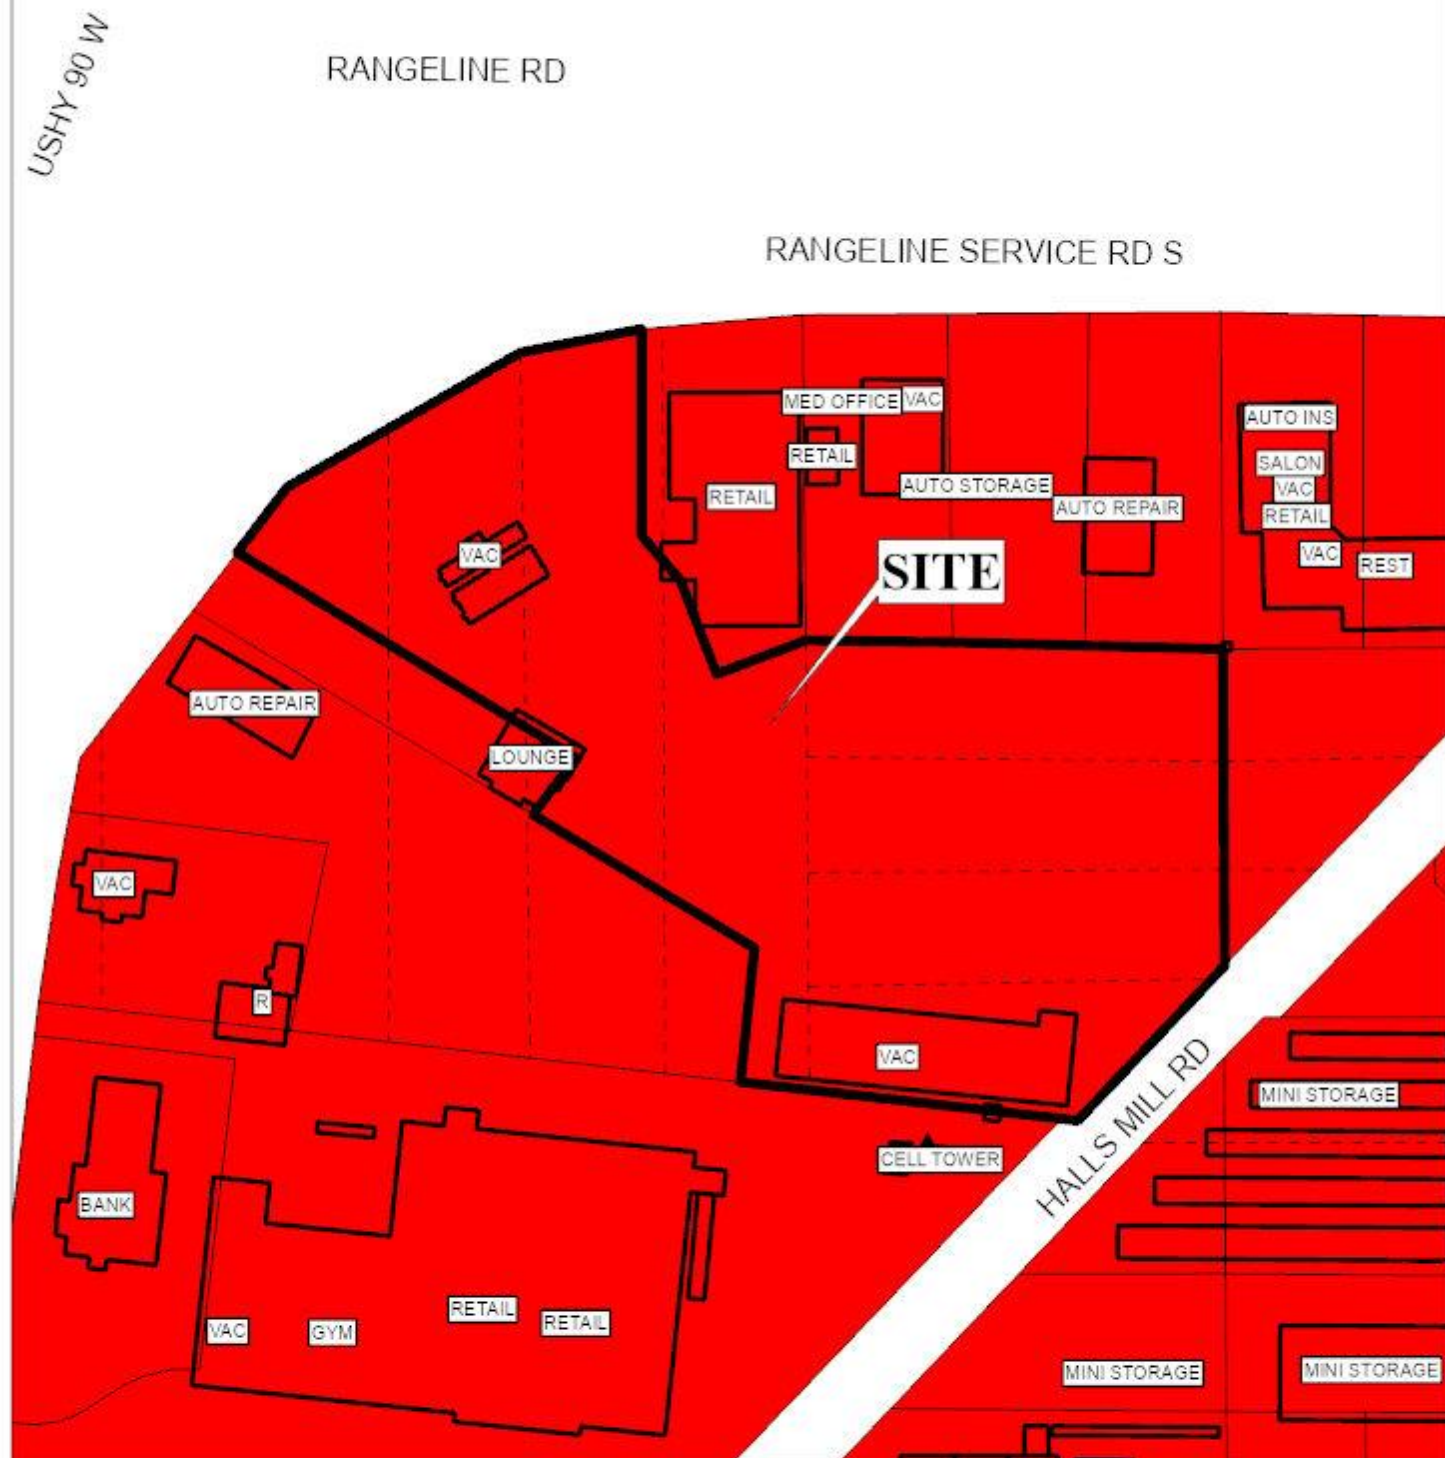 USHY 90 W
RANGELINE RD
RANGELINE SERVICE RD S
MED OFFICE
VAC
AUTO INS
RETAIL
SALON
RETAIL
AUTO STORAGE
VAC
AUTO REPAIR
RETAIL
VAC
VAC
REST
SITE
AUTO REPAIR
LOUNGE
VAC
R
VAC
HALLS MILL RD
MINI STORAGE
CELL TOWER
BANK
RETAIL
RETAIL
VAC
GYM
MINI STORAGE
MINI STORAGE